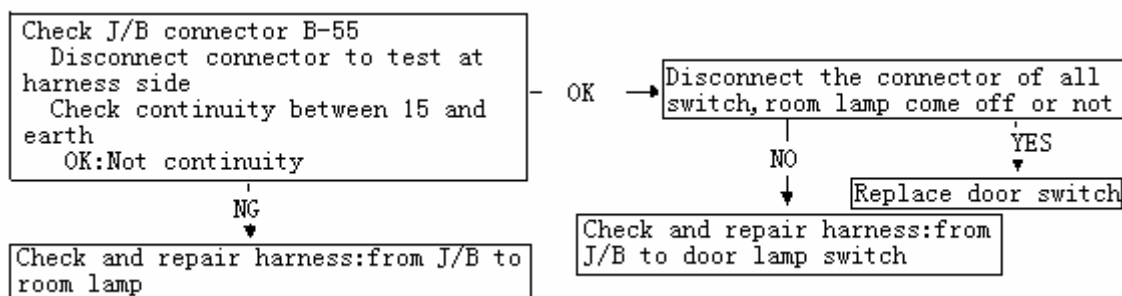 Check J/B connector B-55
Disconnect connector to test at
harness side
Check continuity between 15 and
earth
OK:Not continuity
OK
Disconnect the connector of all
switch,room lamp come off or not
NG
Check and repair harness:from J/B to
room lamp
NO
Check and repair harness:from
J/B to door lamp switch
YES
Replace door switch